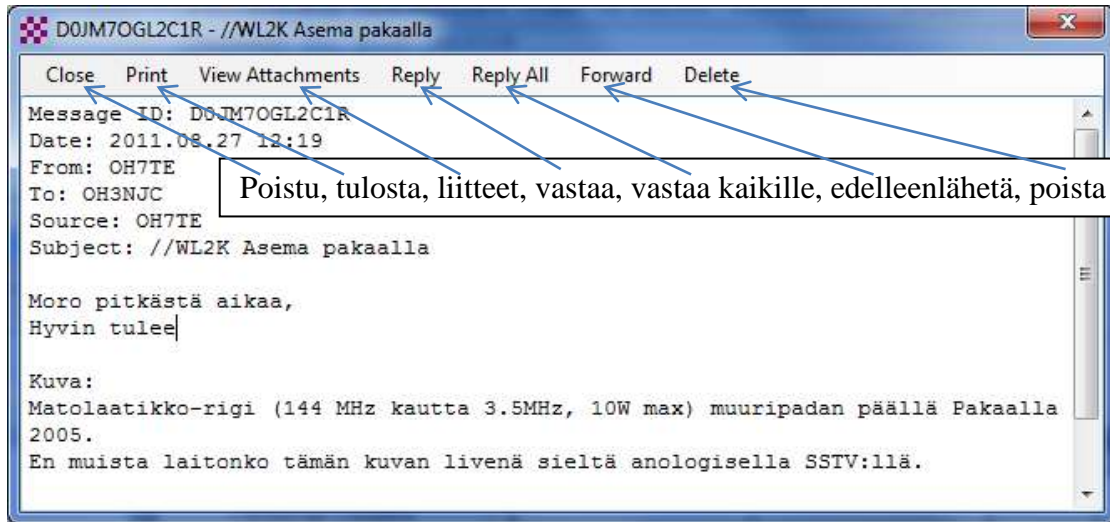 D0JM7OGL2C1R - //WL2K Asema pakaalla
Close Print View Attachments Reply Reply All Forward Delete
Message ID: D0JM7OGL2C1R
Date: 2011.08.27 12:19
From: OH7TE
To: OH3NJC
Poistu, tulosta, liitteet, vastaa, vastaa kaikille, edelleenlähetä, poista
Source: OH7TE
Subject: //WL2K Asema pakaalla
Moro pitkästä aikaa,
Hyvin tulee
Kuva:
Matolaatikko-rigi (144 MHz kautta 3.5MHz, 10W max) muuripadan päällä Pakaalla
2005.
En muista laitonko tämän kuvan livenä sieltä anologisella SSTV:llä.